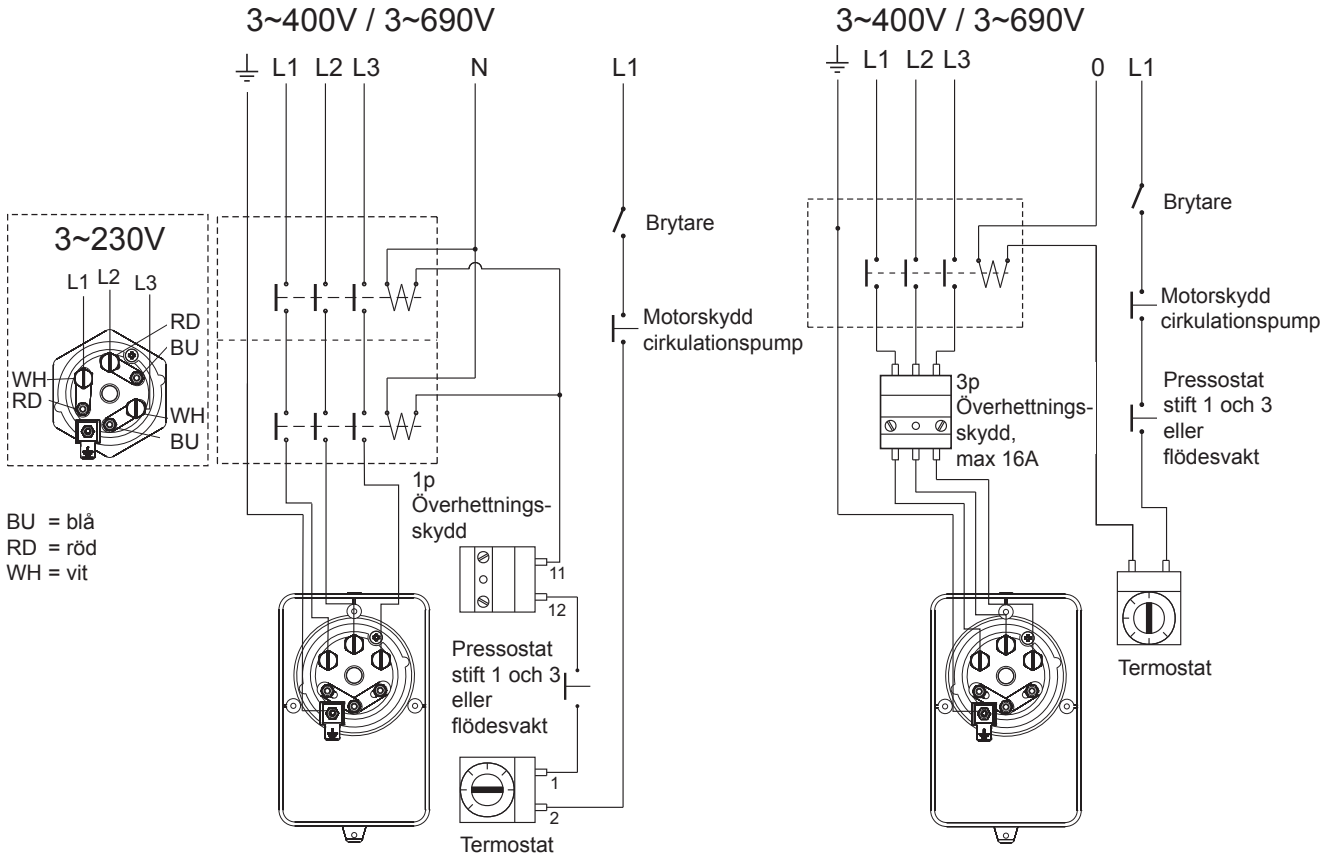 3~400V / 3~690V
L1 L2 L3 N L1
3~230V
L1 L2 L3
RD
BU
WH
RD
WH
BU
BU = blå
RD = röd
WH = vit
Brytare
Motorskydd
cirkulationspump
1p
Överhettnings-
skydd
11
12
Pressostat
stift 1 och 3
eller
flödesvakt
1
2
Termostat
3~400V / 3~690V
L1 L2 L3 0 L1
Brytare
Motorskydd
cirkulationspump
Pressostat
stift 1 och 3
eller
flödesvakt
3p
Överhettnings-
skydd,
max 16A
Termostat